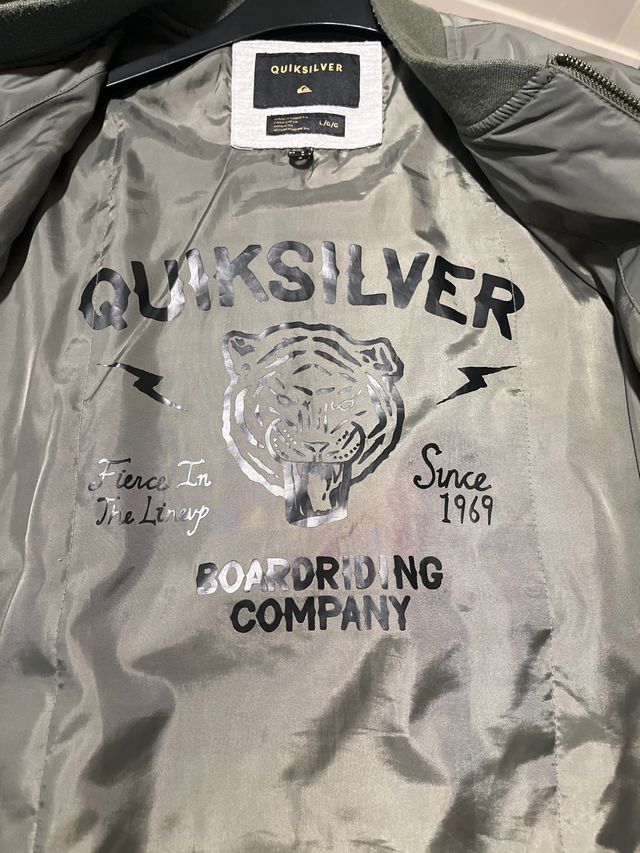 QUIKSILVER
L/G/G
QUIKSILVER
Fierce In
The Lineup
Since
1969
BOARDRIDING
COMPANY